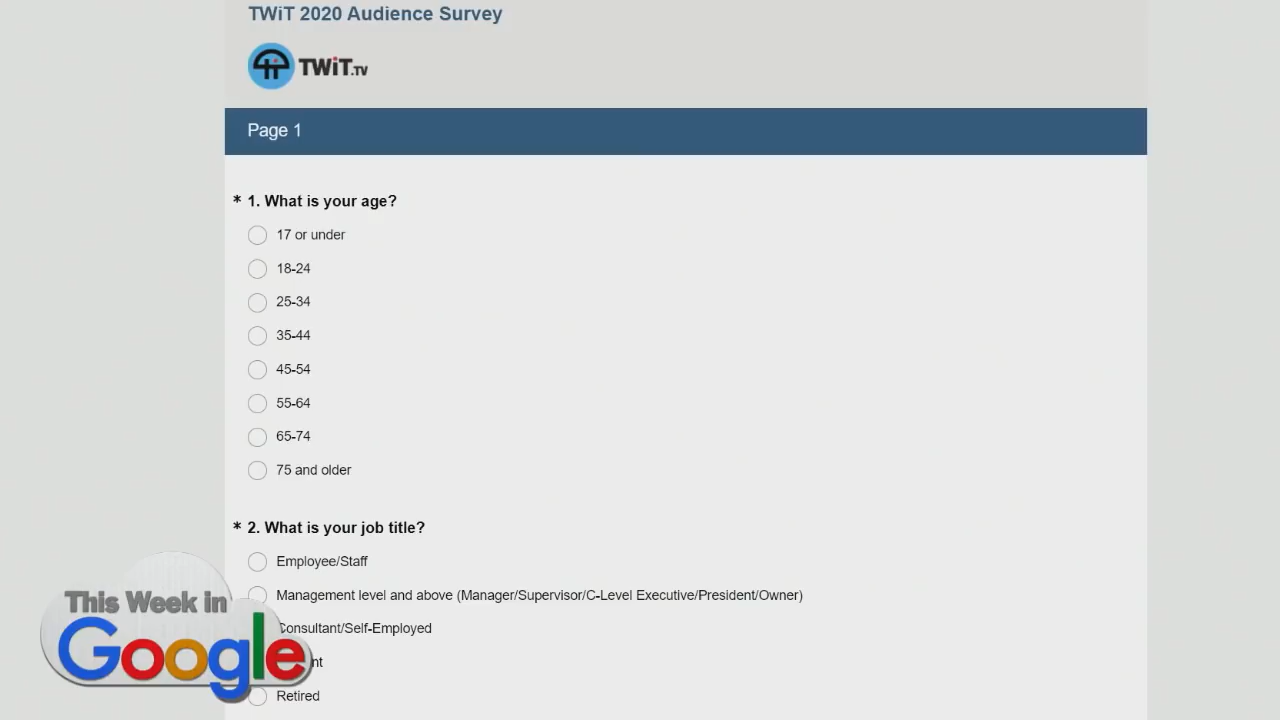 TWiT 2020 Audience Survey
TWiT.TV
Page 1
* 1. What is your age?
17 or under
18-24
25-34
35-44
45-54
55-64
65-74
75 and older
* 2. What is your job title?
Employee/Staff
Management level and above (Manager/Supervisor/C-Level Executive/President/Owner)
Consultant/Self-Employed
Retired
This Week in
Google